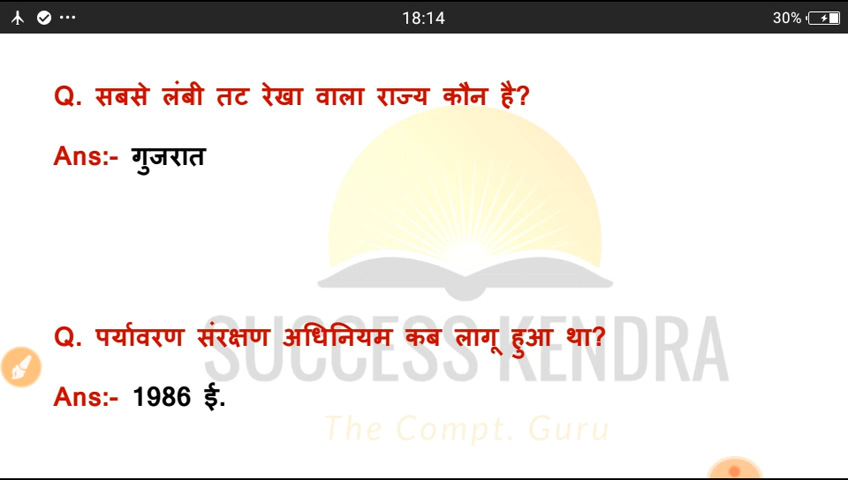 18:14
30%
Q. सबसे लंबी तट रेखा वाला राज्य कौन है?
Ans:- गुजरात
Q. पर्यावरण संरक्षण अधिनियम कब लागू हुआ था?
SUCCESS KENDRA
Ans:- 1986 ई.
The Compt. Guru